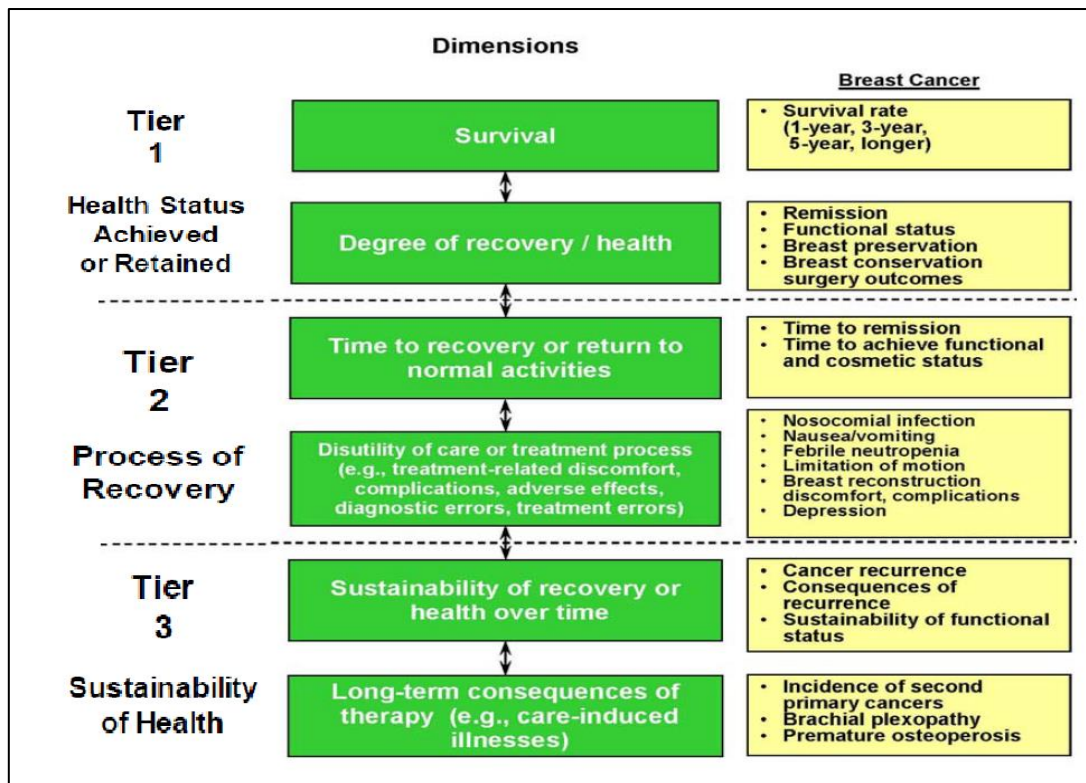 Dimensions
Breast Cancer
Tier
1
Health Status
Achieved
or Retained
Survival
• Survival rate
(1-year, 3-year,
5-year, longer)
Degree of recovery / health
• Remission
• Functional status
• Breast preservation
• Breast conservation
surgery outcomes
Tier
2
Process of
Recovery
Time to recovery or return to
normal activities
• Time to remission
• Time to achieve functional
and cosmetic status
Disutility of care or treatment process
(e.g., treatment-related discomfort,
complications, adverse effects,
diagnostic errors, treatment errors)
• Nosocomial infection
• Nausea/vomiting
• Febrile neutropenia
• Limitation of motion
• Breast reconstruction
discomfort, complications
• Depression
Tier
3
Sustainability
of Health
Sustainability of recovery or
health over time
• Cancer recurrence
• Consequences of
recurrence
• Sustainability of functional
status
Long-term consequences of
therapy (e.g., care-induced
illnesses)
• Incidence of second
primary cancers
• Brachial plexopathy
• Premature osteoperosis